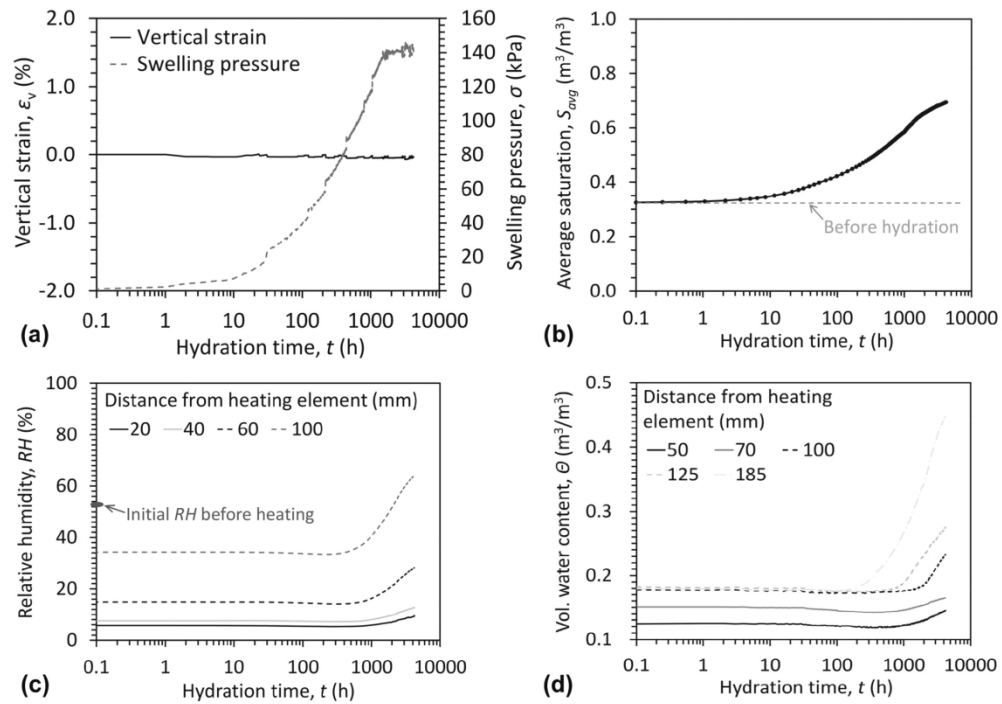 2.0
1.0
0.0
-1.0
-2.0
Vertical strain, εv (%)
Vertical strain
Swelling pressure
160
140
120
100
80
60
40
20
0
Swelling pressure, σ (kPa)
0.1 1 10 100 1000 10000
Hydration time, t (h)
(a)
1.0
0.8
0.6
0.4
0.2
0.0
Average saturation, Savg (m³/m³)
Before hydration
0.1 1 10 100 1000 10000
Hydration time, t (h)
(b)
100
80
60
40
20
0
Relative humidity, RH (%)
Distance from heating element (mm)
20 40 60 100
Initial RH before heating
0.1 1 10 100 1000 10000
Hydration time, t (h)
(c)
0.5
0.4
0.3
0.2
0.1
Vol. water content, Θ (m³/m³)
Distance from heating
element (mm)
50 70 100
125 185
0.1 1 10 100 1000 10000
Hydration time, t (h)
(d)